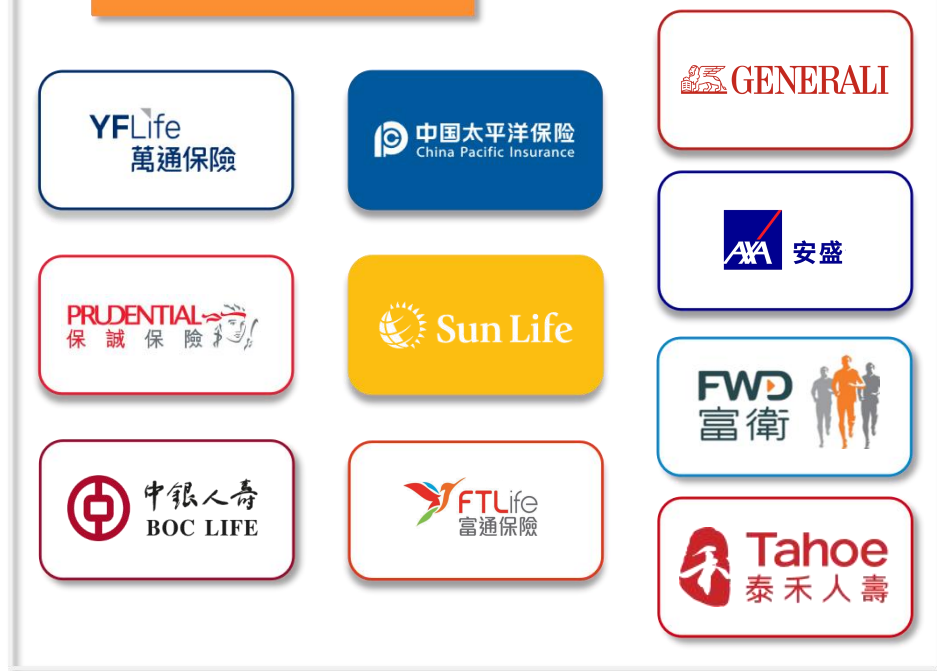 YFLife
萬通保險
中国太平洋保险
China Pacific Insurance
GENERALI
AXA 安盛
PRUDENTIAL
保誠保險
Sun Life
FWD
富衛
中銀人壽
BOC LIFE
FTLife
富通保險
Tahoe
泰禾人壽